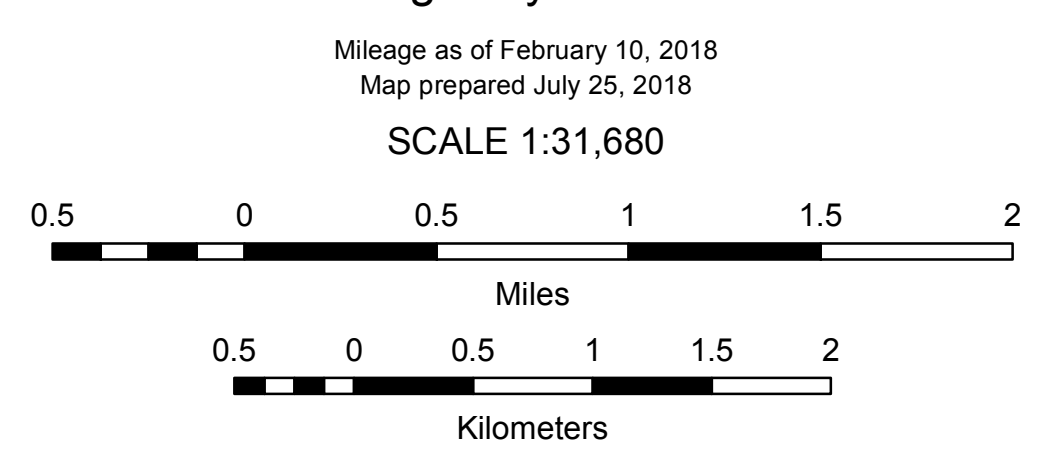 Mileage as of February 10, 2018
Map prepared July 25, 2018
SCALE 1:31,680
0.5 0 0.5 1 1.5 2
Miles
0.5 0 0.5 1 1.5 2
Kilometers